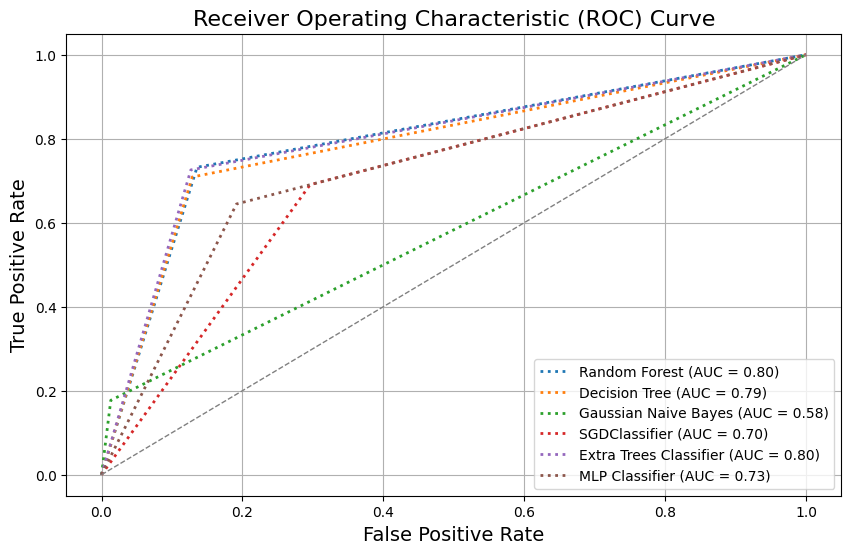 Receiver Operating Characteristic (ROC) Curve
True Positive Rate
1.0
0.8
0.6
0.4
0.2
0.0
Random Forest (AUC = 0.80)
Decision Tree (AUC = 0.79)
Gaussian Naive Bayes (AUC = 0.58)
SGDClassifier (AUC = 0.70)
Extra Trees Classifier (AUC = 0.80)
MLP Classifier (AUC = 0.73)
0.0 0.2 0.4 0.6 0.8 1.0
False Positive Rate